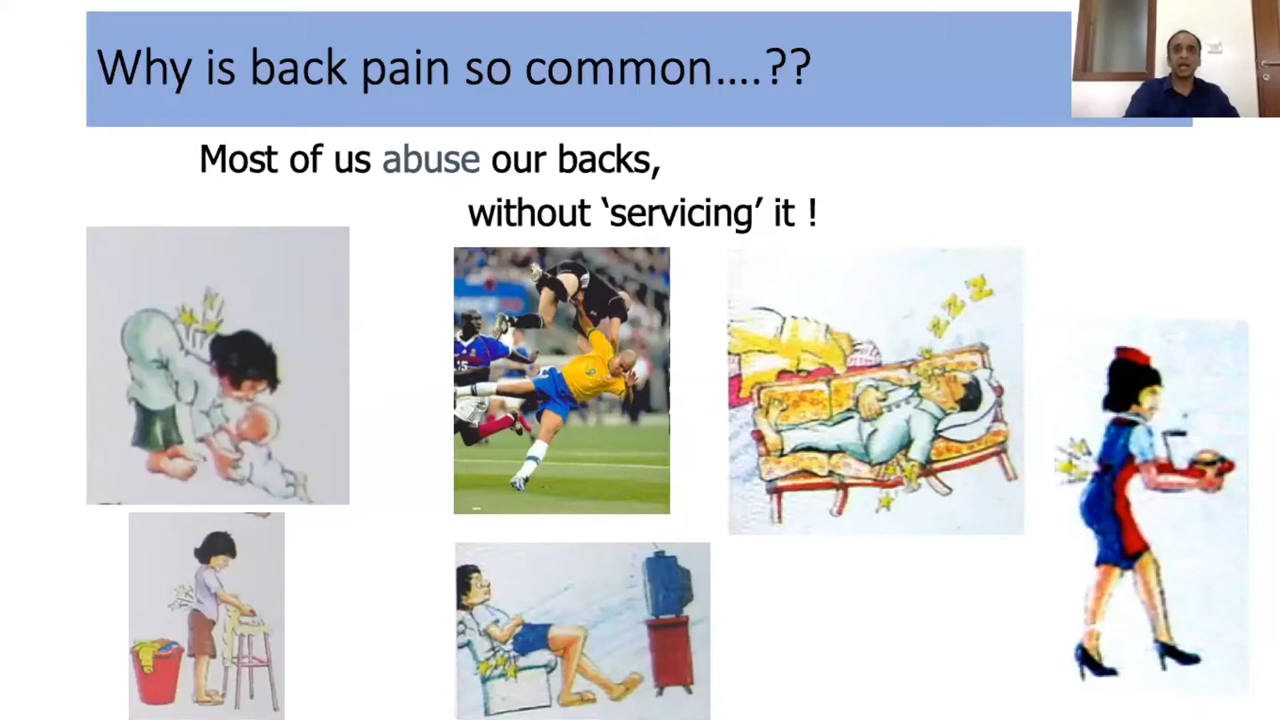 Why is back pain so common....??
Most of us abuse our backs,
without ‘servicing’ it !
z z z